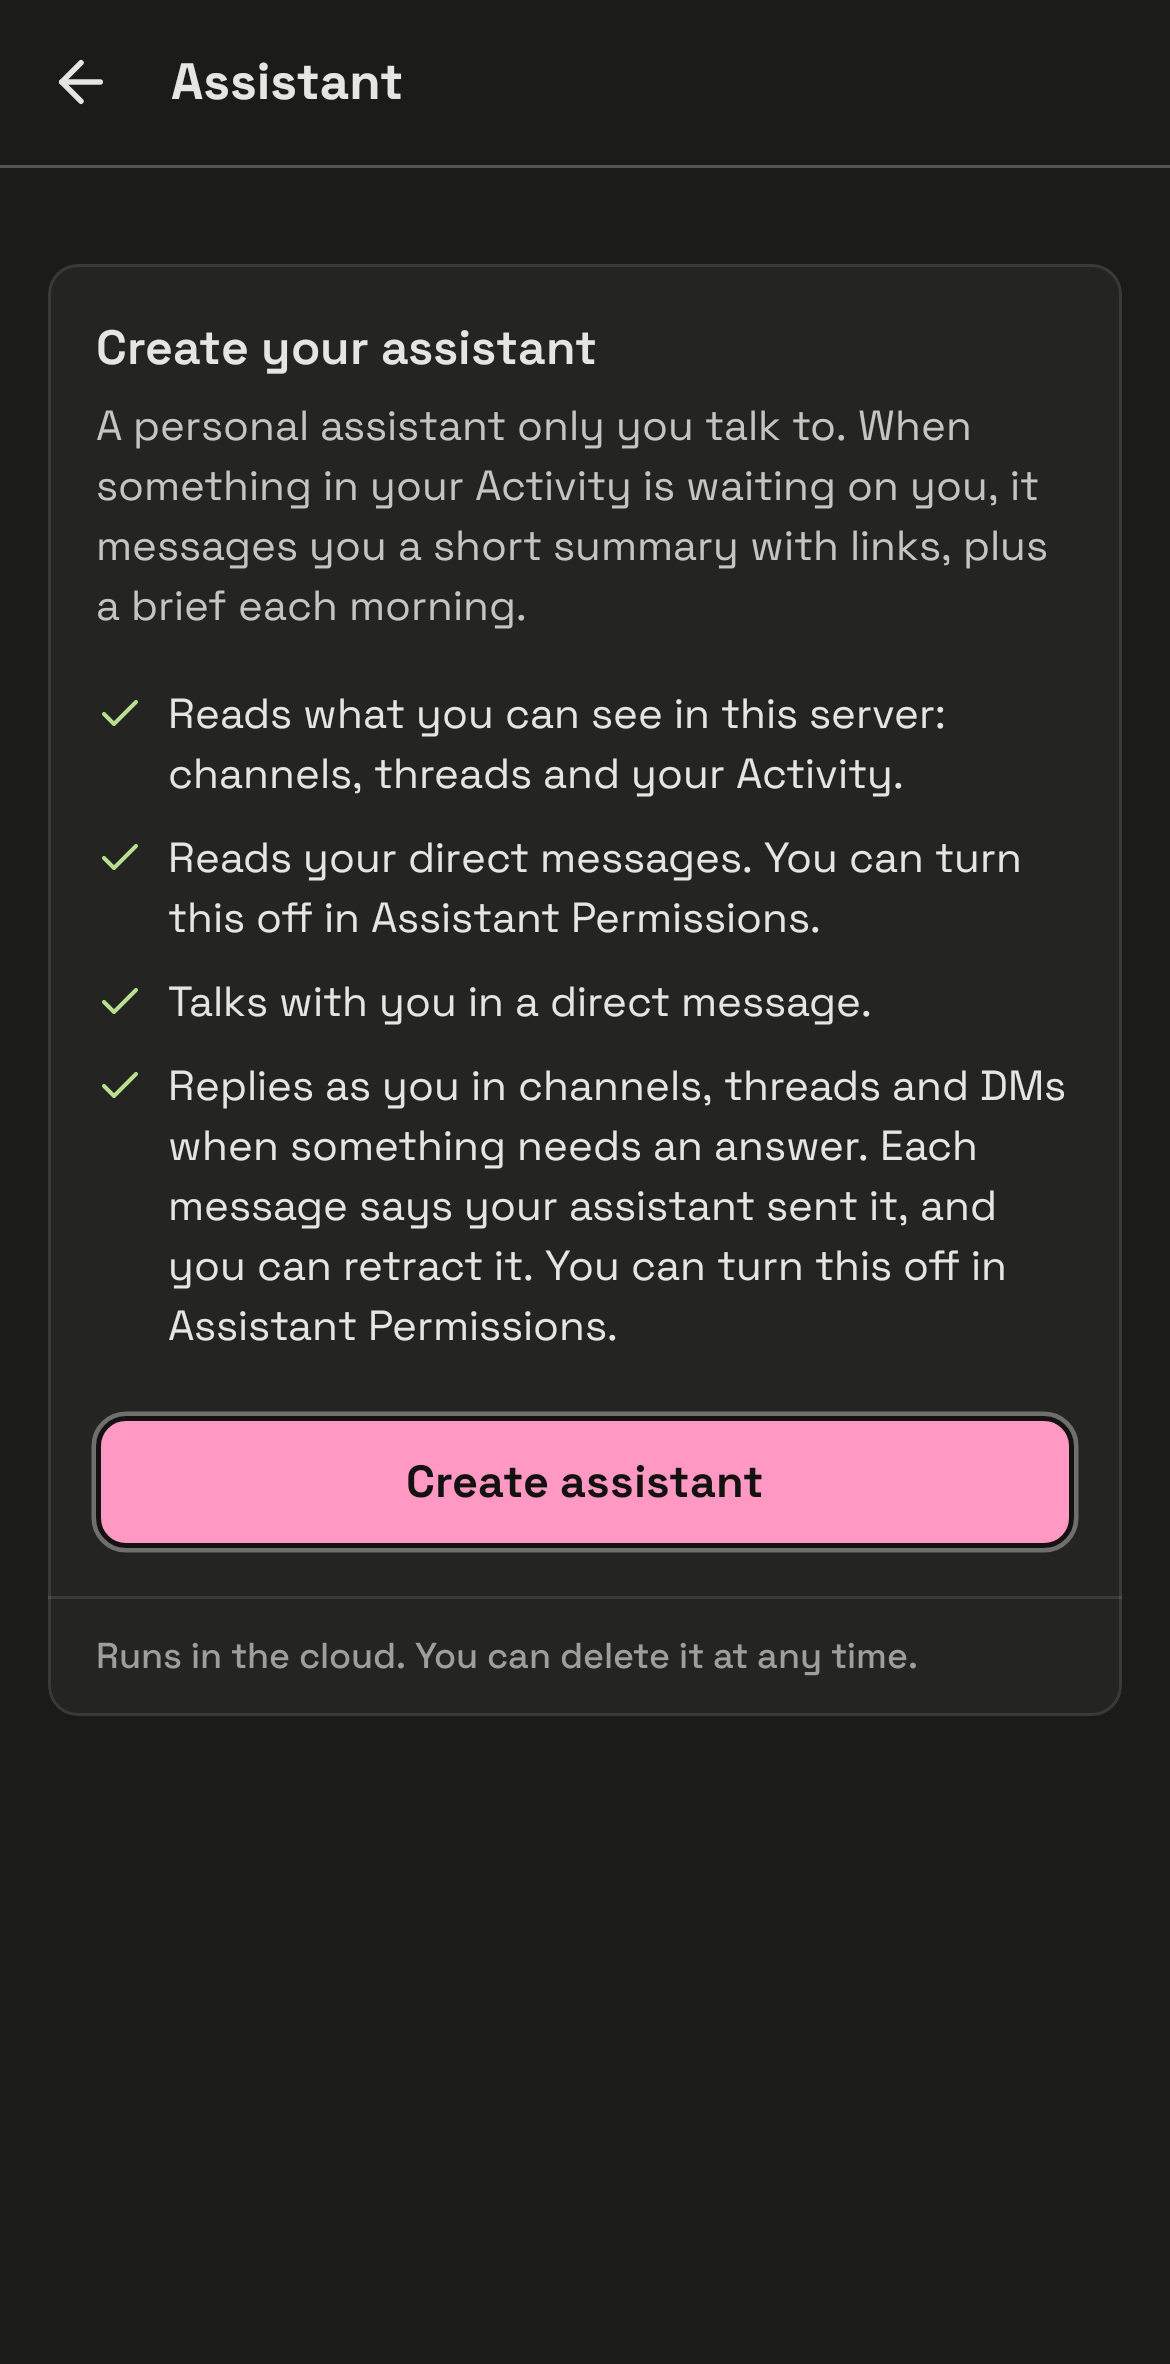 Assistant
Create your assistant
A personal assistant only you talk to. When
something in your Activity is waiting on you, it
messages you a short summary with links, plus
a brief each morning.
Reads what you can see in this server:
channels, threads and your Activity.
Reads your direct messages. You can turn
this off in Assistant Permissions.
Talks with you in a direct message.
Replies as you in channels, threads and DMs
when something needs an answer. Each
message says your assistant sent it, and
you can retract it. You can turn this off in
Assistant Permissions.
Create assistant
Runs in the cloud. You can delete it at any time.